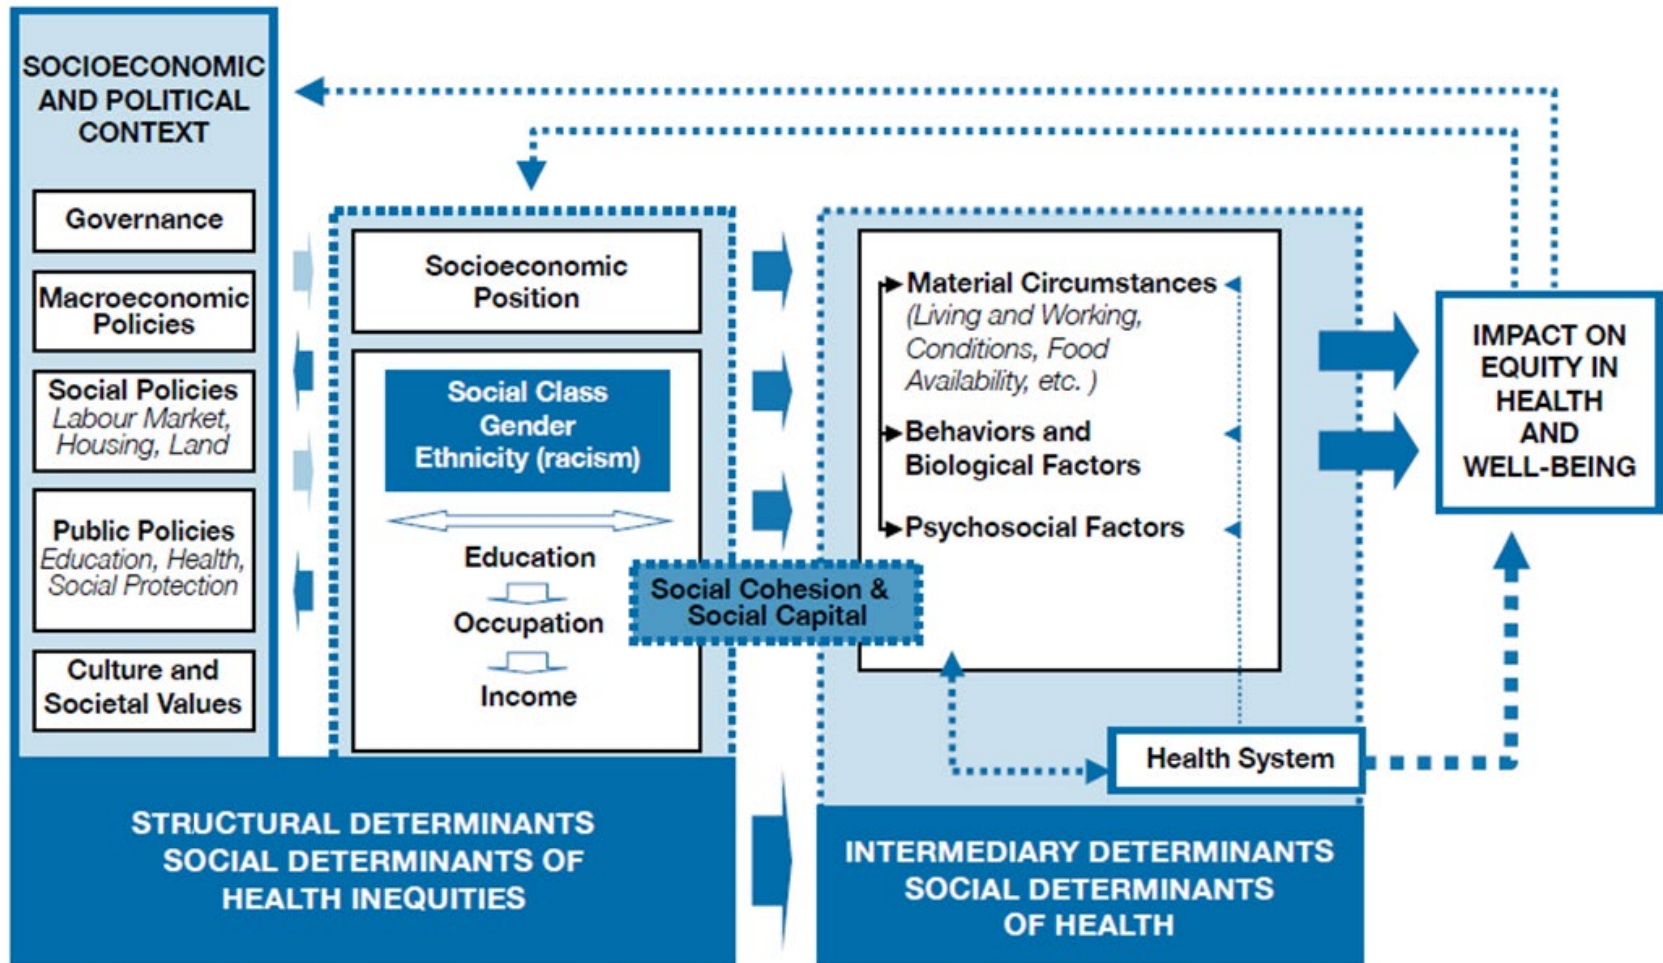 SOCIOECONOMIC
AND POLITICAL
CONTEXT
Governance
Macroeconomic
Policies
Social Policies
Labour Market,
Housing, Land
Public Policies
Education, Health,
Social Protection
Culture and
Societal Values
Socioeconomic
Position
Social Class
Gender
Ethnicity (racism)
Education
Occupation
Income
Social Cohesion &
Social Capital
Material Circumstances
(Living and Working,
Conditions, Food
Availability, etc. )
Behaviors and
Biological Factors
Psychosocial Factors
Health System
IMPACT ON
EQUITY IN
HEALTH
AND
WELL-BEING
STRUCTURAL DETERMINANTS
SOCIAL DETERMINANTS OF
HEALTH INEQUITIES
INTERMEDIARY DETERMINANTS
SOCIAL DETERMINANTS
OF HEALTH